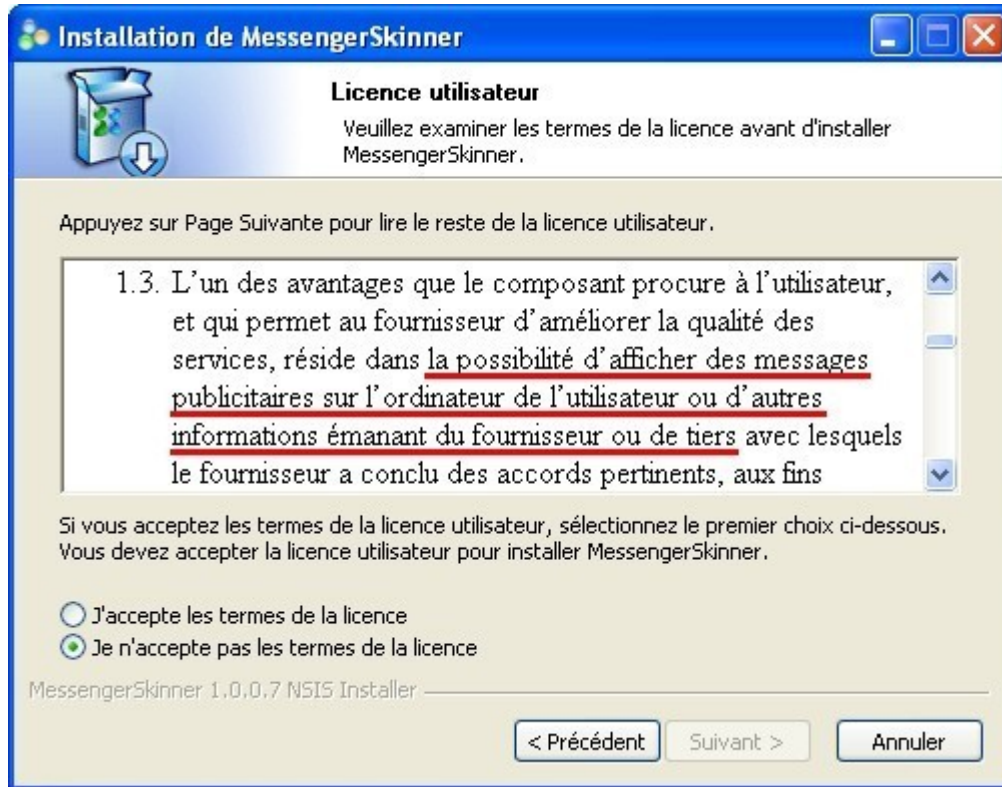 Installation de MessengerSkinner
Licence utilisateur
Veuillez examiner les termes de la licence avant d'installer
MessengerSkinner.
Appuyez sur Page Suivante pour lire le reste de la licence utilisateur.
1.3. L’un des avantages que le composant procure à l’utilisateur,
et qui permet au fournisseur d’améliorer la qualité des
services, réside dans la possibilité d’afficher des messages
publicitaires sur l’ordinateur de l’utilisateur ou d’autres
informations émanant du fournisseur ou de tiers avec lesquels
le fournisseur a conclu des accords pertinents, aux fins
Si vous acceptez les termes de la licence utilisateur, sélectionnez le premier choix ci-dessous.
Vous devez accepter la licence utilisateur pour installer MessengerSkinner.
J'accepte les termes de la licence
Je n'accepte pas les termes de la licence
MessengerSkinner 1.0.0.7 NSIS Installer
< Précédent
Suivant >
Annuler